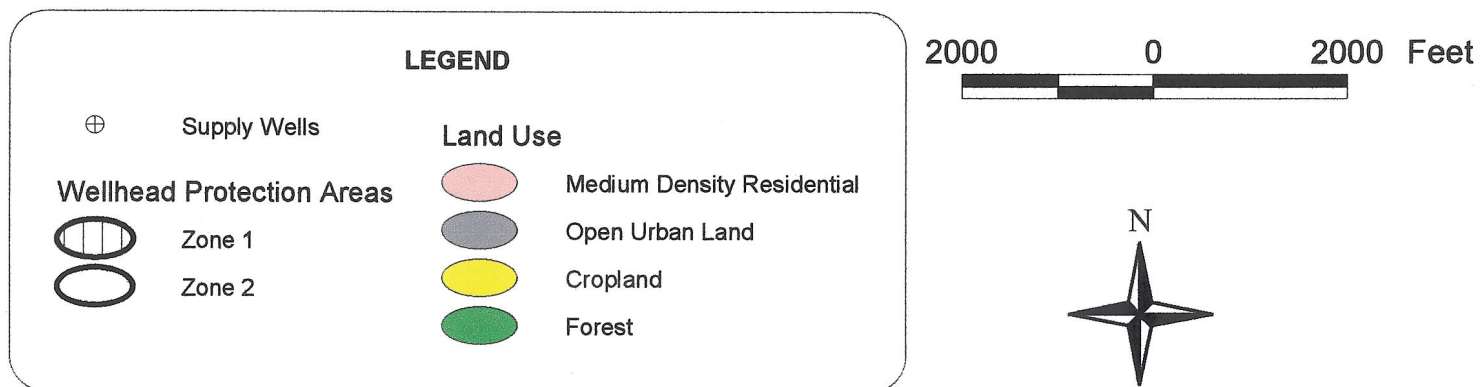 LEGEND
Supply Wells
Wellhead Protection Areas
Zone 1
Zone 2
Land Use
Medium Density Residential
Open Urban Land
Cropland
Forest
2000 0 2000 Feet
N